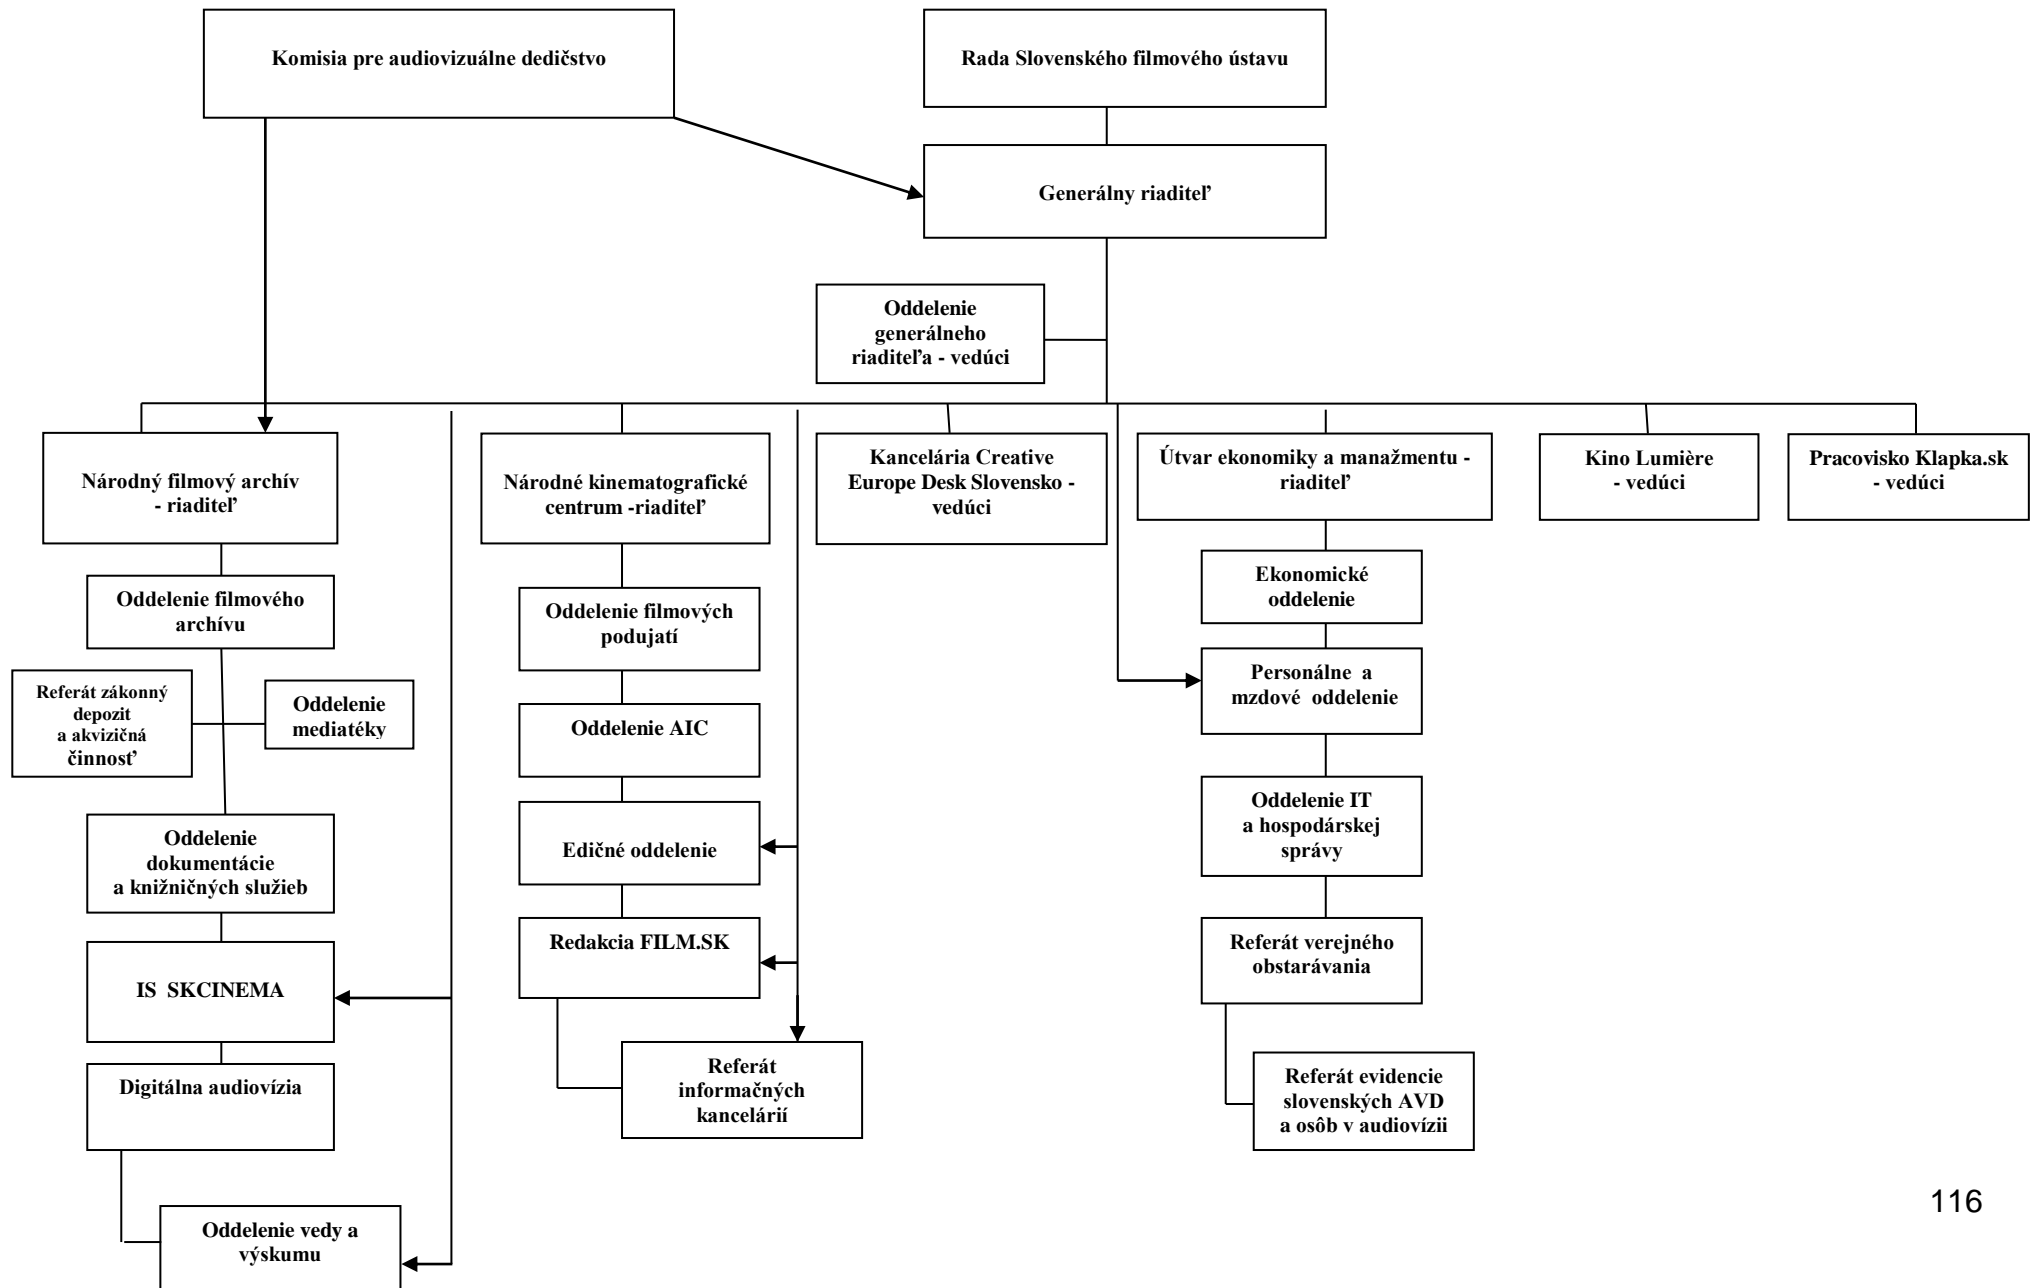 Komisia pre audiovizuálne dedičstvo
Rada Slovenského filmového ústavu
Generálny riaditeľ
Oddelenie
generálneho
riaditeľa - vedúci
Národný filmový archív
- riaditeľ
Národné kinematografické
centrum -riaditeľ
Kancelária Creative
Europe Desk Slovensko -
vedúci
Útvar ekonomiky a manažmentu -
riaditeľ
Kino Lumière
- vedúci
Pracovisko Klapka.sk
- vedúci
Oddelenie filmového
archívu
Referát zákonný
depozit
a akvizičná
činnosť
Oddelenie
mediatéky
Oddelenie
dokumentácie
a knižničných služieb
IS SKCINEMA
Digitálna audiovízia
Oddelenie vedy a
výskumu
Oddelenie filmových
podujatí
Oddelenie AIC
Edičné oddelenie
Redakcia FILM.SK
Referát
informačných
kancelárií
Ekonomické
oddelenie
Personálne a
mzdové oddelenie
Oddelenie IT
a hospodárskej
správy
Referát verejného
obstarávania
Referát evidencie
slovenských AVD
a osôb v audiovízii
116